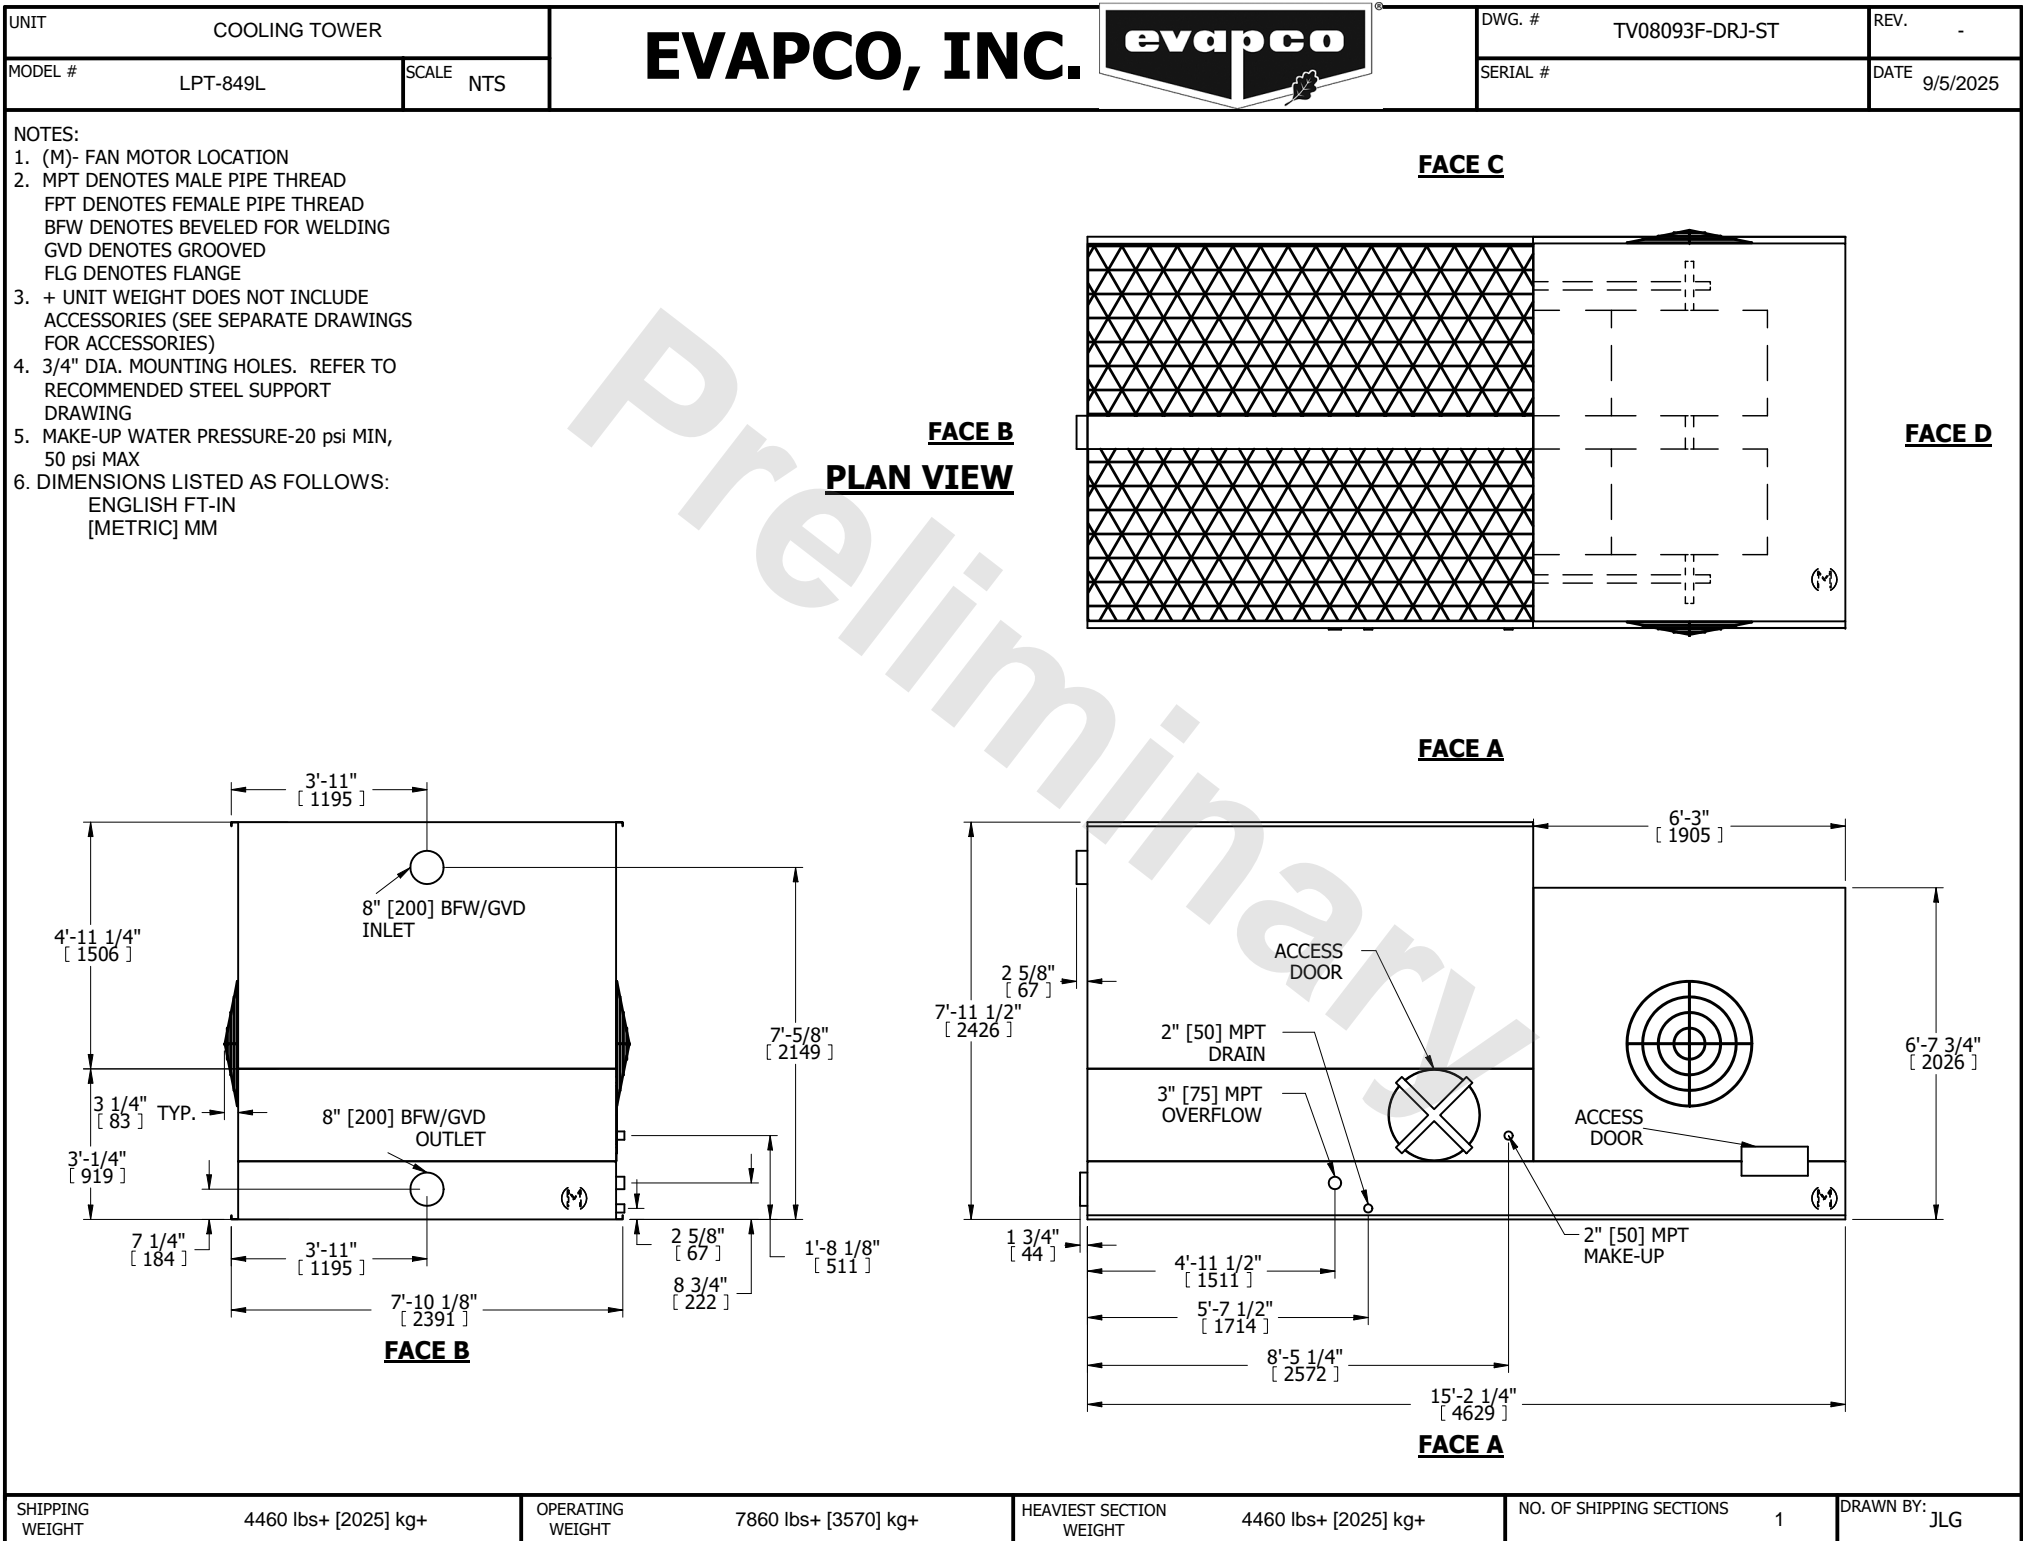 UNIT
COOLING TOWER
MODEL #
LPT-849L
SCALE
NTS
EVAPCO, INC.
evapco
®
DWG. #
TV08093F-DRJ-ST
REV.
-
SERIAL #
DATE
9/5/2025
NOTES:
1. (M)- FAN MOTOR LOCATION
2. MPT DENOTES MALE PIPE THREAD
FPT DENOTES FEMALE PIPE THREAD
BFW DENOTES BEVELED FOR WELDING
GVD DENOTES GROOVED
FLG DENOTES FLANGE
3. + UNIT WEIGHT DOES NOT INCLUDE
ACCESSORIES (SEE SEPARATE DRAWINGS
FOR ACCESSORIES)
4. 3/4" DIA. MOUNTING HOLES. REFER TO
RECOMMENDED STEEL SUPPORT
DRAWING
5. MAKE-UP WATER PRESSURE-20 psi MIN,
50 psi MAX
6. DIMENSIONS LISTED AS FOLLOWS:
ENGLISH FT-IN
[METRIC] MM
Preliminary
FACE C
FACE B
PLAN VIEW
FACE D
(M)
FACE A
3'-11"
[ 1195 ]
8" [200] BFW/GVD
INLET
4'-11 1/4"
[ 1506 ]
7'-5/8"
[ 2149 ]
3 1/4"
[ 83 ]
TYP.
8" [200] BFW/GVD
OUTLET
3'-1/4"
[ 919 ]
(M)
7 1/4"
[ 184 ]
3'-11"
[ 1195 ]
2 5/8"
[ 67 ]
1'-8 1/8"
[ 511 ]
8 3/4"
[ 222 ]
7'-10 1/8"
[ 2391 ]
FACE B
6'-3"
[ 1905 ]
ACCESS
DOOR
2 5/8"
[ 67 ]
7'-11 1/2"
[ 2426 ]
2" [50] MPT
DRAIN
6'-7 3/4"
[ 2026 ]
3" [75] MPT
OVERFLOW
ACCESS
DOOR
(M)
1 3/4"
[ 44 ]
2" [50] MPT
MAKE-UP
4'-11 1/2"
[ 1511 ]
5'-7 1/2"
[ 1714 ]
8'-5 1/4"
[ 2572 ]
15'-2 1/4"
[ 4629 ]
FACE A
SHIPPING
WEIGHT
4460 lbs+ [2025] kg+
OPERATING
WEIGHT
7860 lbs+ [3570] kg+
HEAVIEST SECTION
WEIGHT
4460 lbs+ [2025] kg+
NO. OF SHIPPING SECTIONS
1
DRAWN BY:
JLG